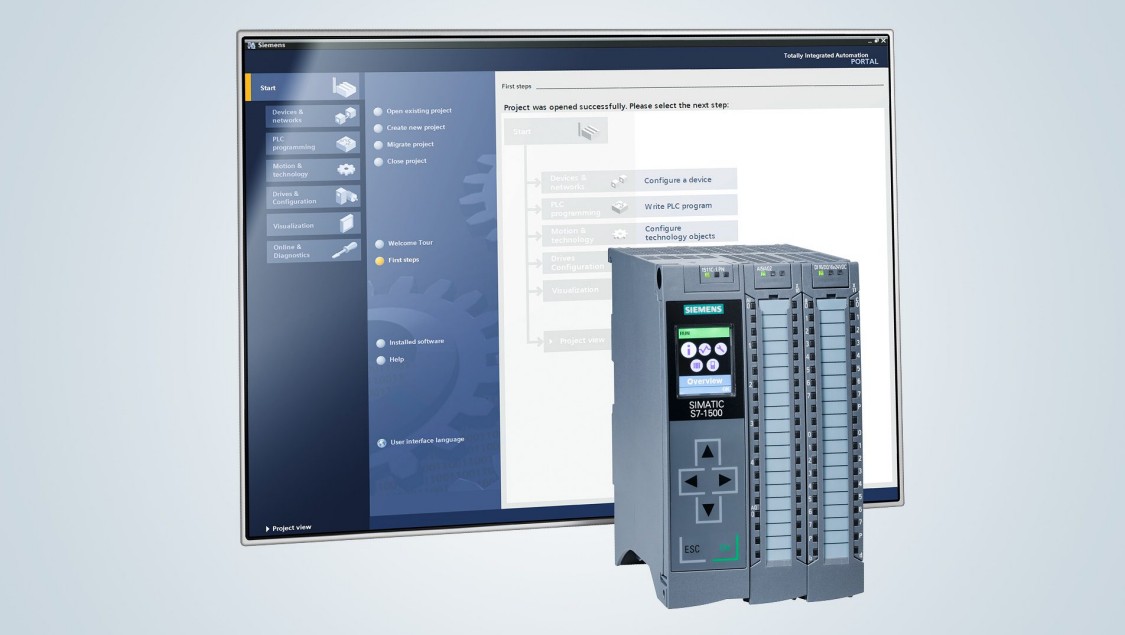 Siemens
Totally Integrated Automation
PORTAL
Start
Devices &
networks
PLC
programming
Motion &
technology
Drives &
Configuration
Visualization
Online &
Diagnostics
Open existing project
Create new project
Migrate project
Close project
Welcome Tour
First steps
Installed software
Help
User interface language
Project view
First steps
Project was opened successfully. Please select the next step:
Start
Devices &
networks
Configure a device
PLC
programming
Write PLC program
Motion &
technology
Configure
technology objects
Drives
Configuration
Visualization
Project view
SIEMENS
RUN
Overview
SIMATIC
S7-1500
ESC